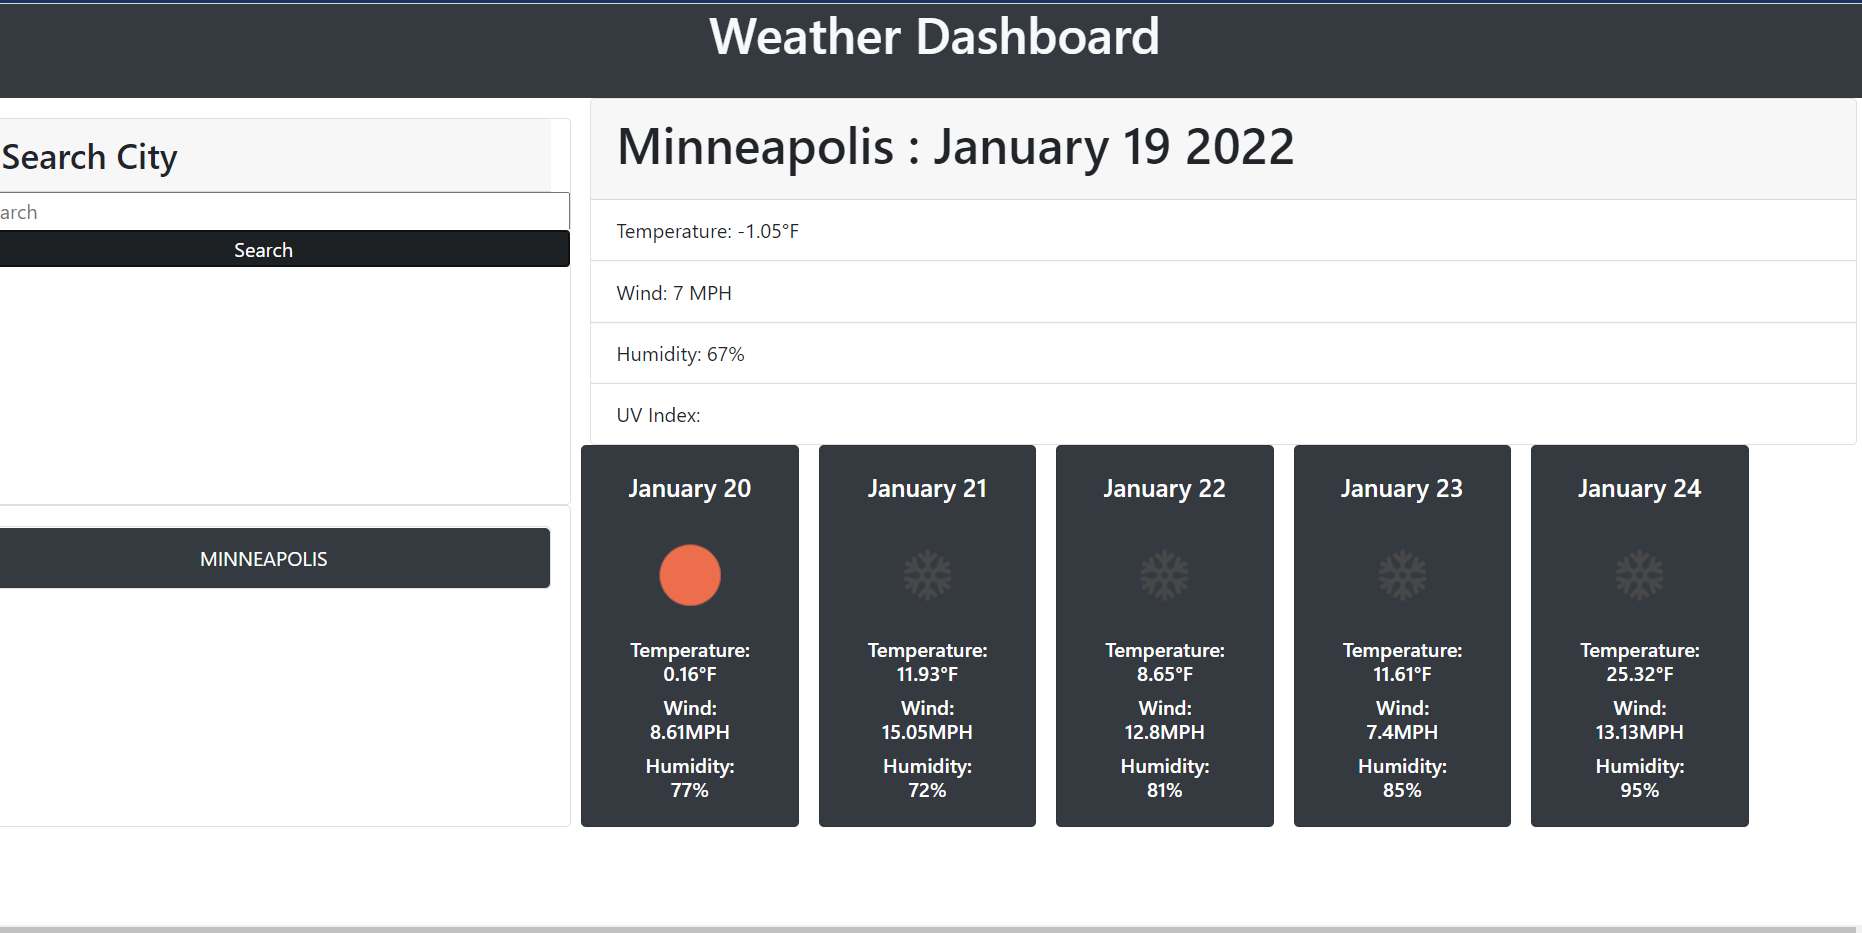 Weather Dashboard
Search City
arch
Search
MINNEAPOLIS
Minneapolis : January 19 2022
Temperature: -1.05°F
Wind: 7 MPH
Humidity: 67%
UV Index:
January 20
Temperature:
0.16°F
Wind:
8.61MPH
Humidity:
77%
January 21
Temperature:
11.93°F
Wind:
15.05MPH
Humidity:
72%
January 22
Temperature:
8.65°F
Wind:
12.8MPH
Humidity:
81%
January 23
Temperature:
11.61°F
Wind:
7.4MPH
Humidity:
85%
January 24
Temperature:
25.32°F
Wind:
13.13MPH
Humidity:
95%